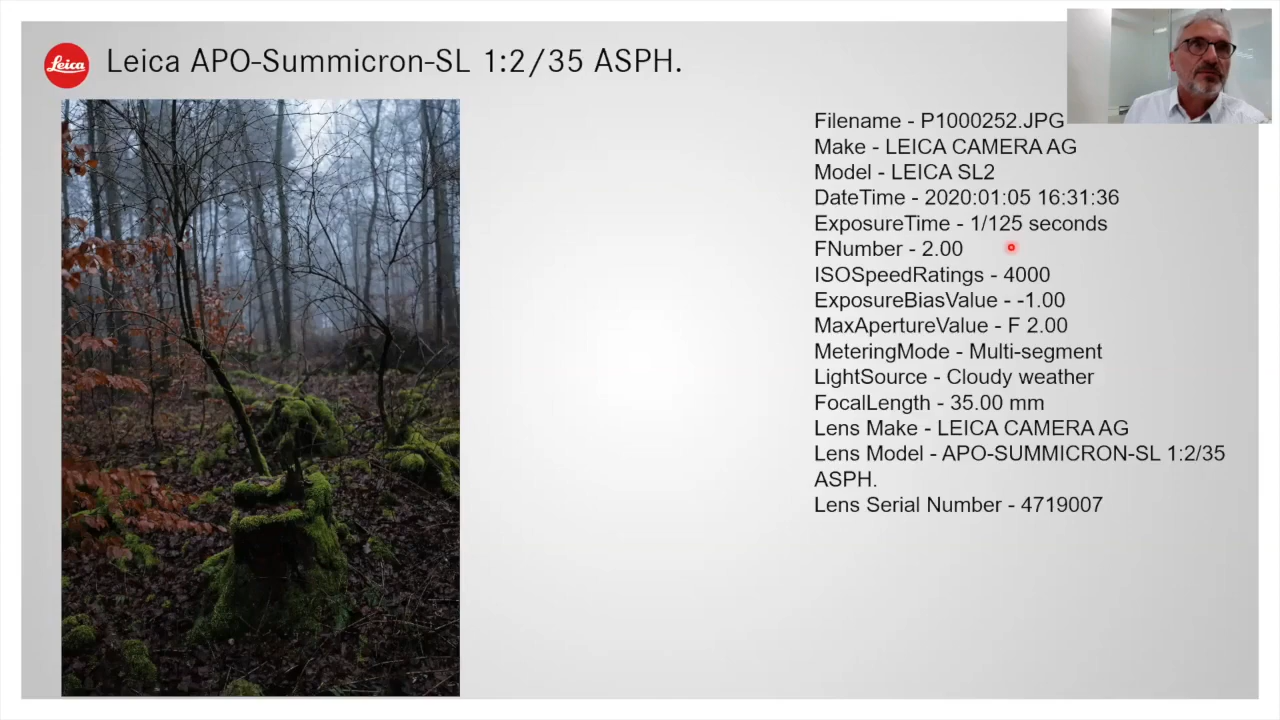 Leica Leica APO-Summicron-SL 1:2/35 ASPH.
Filename - P1000252.JPG
Make - LEICA CAMERA AG
Model - LEICA SL2
DateTime - 2020:01:05 16:31:36
ExposureTime - 1/125 seconds
FNumber - 2.00
ISOSpeedRatings - 4000
ExposureBiasValue - -1.00
MaxApertureValue - F 2.00
MeteringMode - Multi-segment
LightSource - Cloudy weather
FocalLength - 35.00 mm
Lens Make - LEICA CAMERA AG
Lens Model - APO-SUMMICRON-SL 1:2/35
ASPH.
Lens Serial Number - 4719007